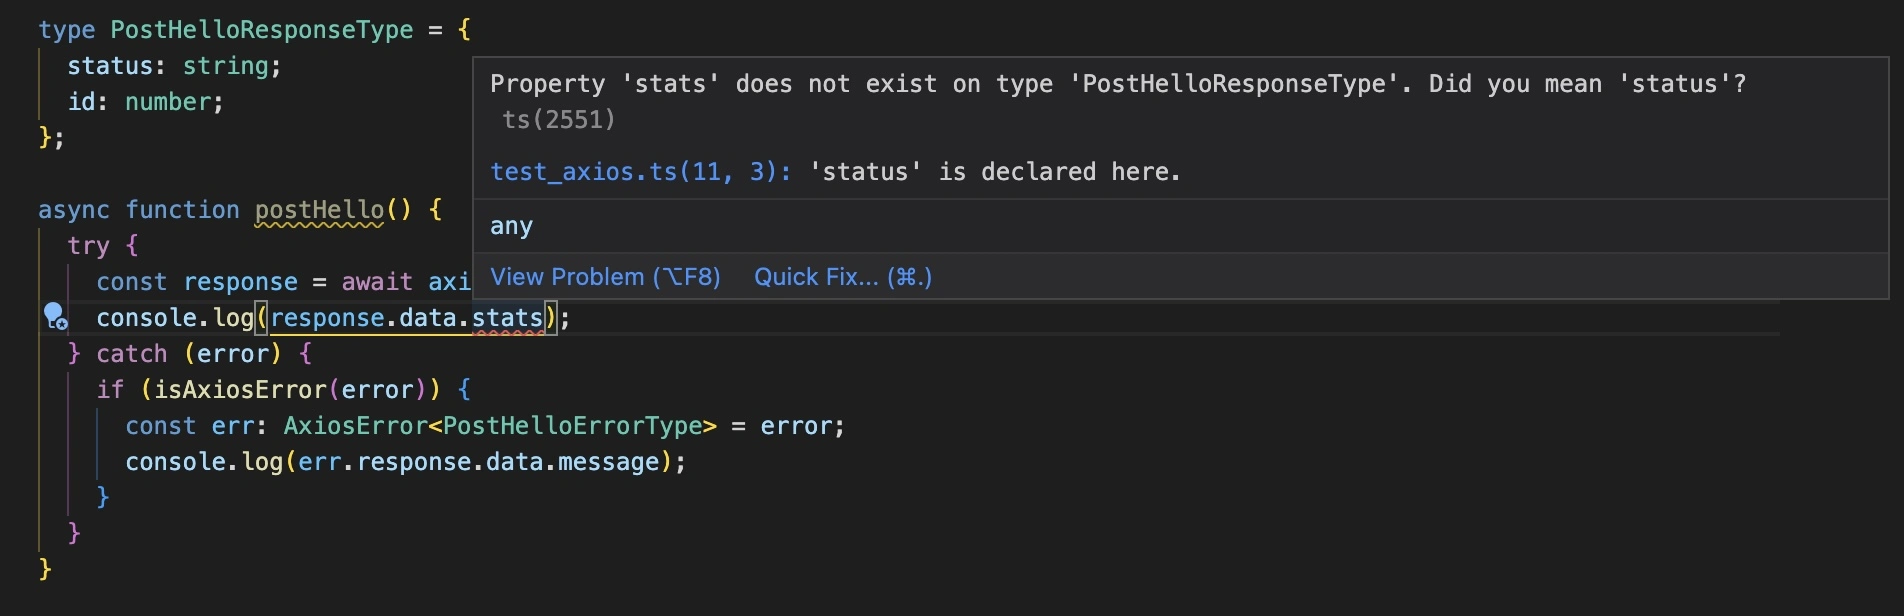 type PostHelloResponseType = {
status: string;
id: number;
};
Property 'stats' does not exist on type 'PostHelloResponseType'. Did you mean 'status'?
ts(2551)
test_axios.ts(11, 3): 'status' is declared here.
any
View Problem (⌥F8) Quick Fix... (⌘.)
async function postHello() {
try {
const response = await axi
console.log(response.data.stats);
} catch (error) {
if (isAxiosError(error)) {
const err: AxiosError<PostHelloErrorType> = error;
console.log(err.response.data.message);
}
}
}